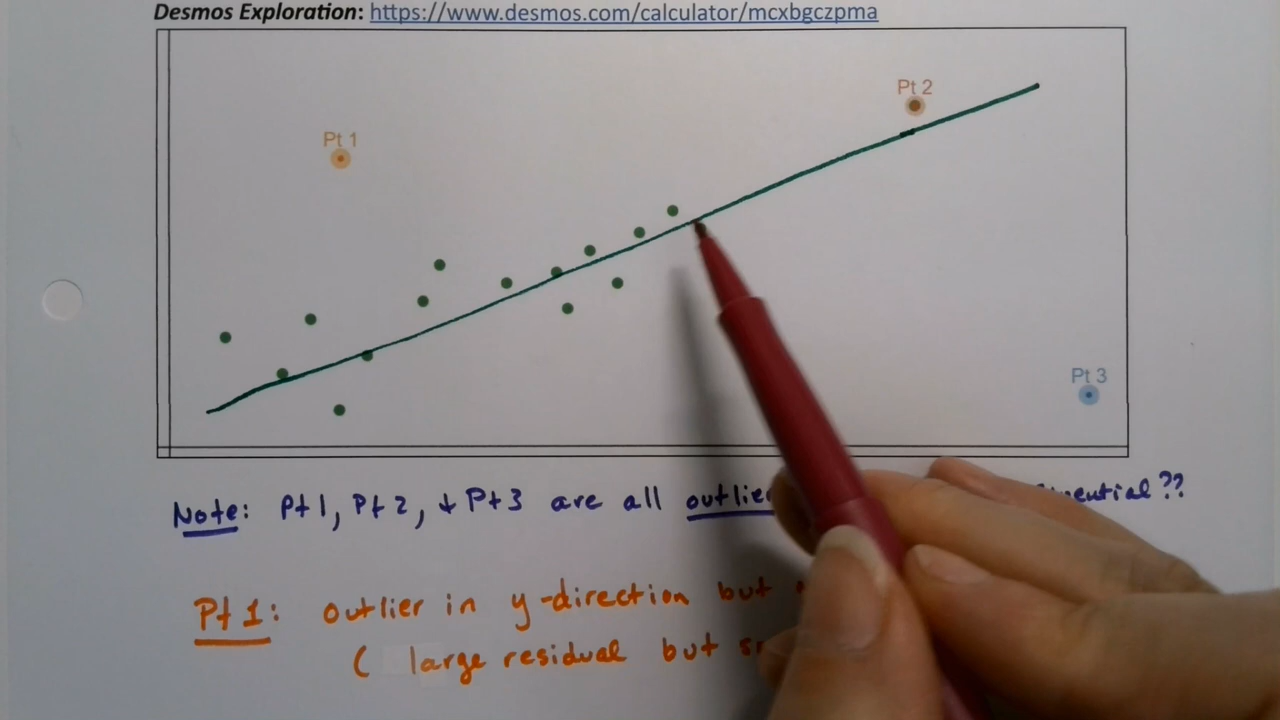 Desmos Exploration: https://www.desmos.com/calculator/mcxbgczpma
Pt 2
Pt 1
Pt 3
Note: Pt 1, Pt 2, + Pt 3 are all ??
Pt 1: outlier in y-direction but
( large residual but